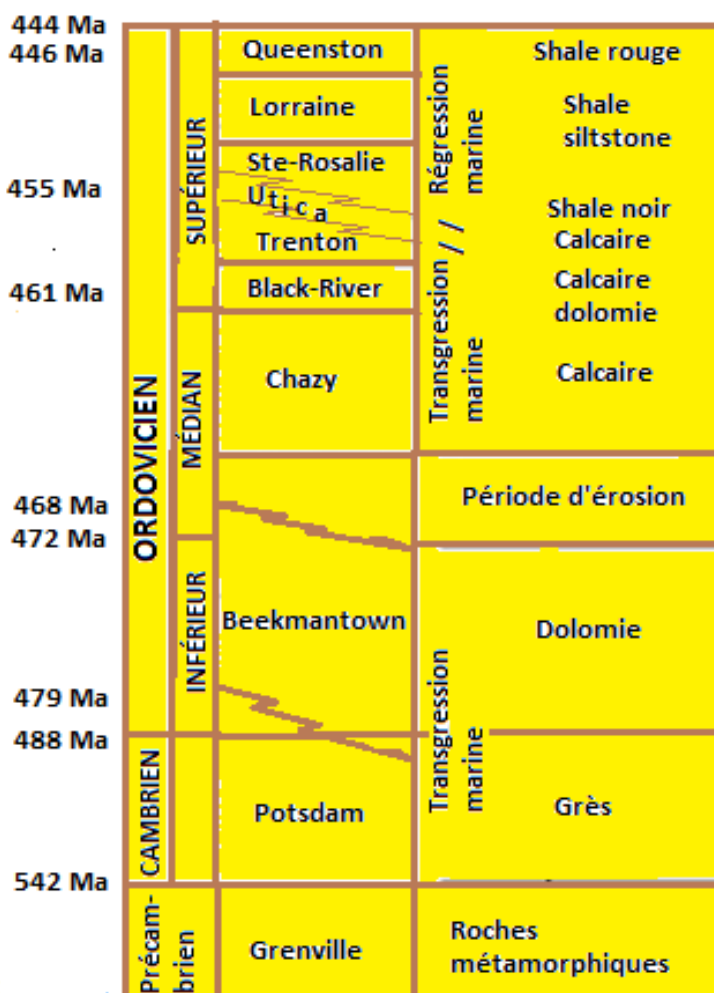 444 Ma
446 Ma
Queenston
Shale rouge
Lorraine
Shale
siltstone
SUPÉRIEUR
Régression
marine
Ste-Rosalie
455 Ma
Utica
Shale noir
Trenton
//
Calcaire
461 Ma
Black-River
Calcaire
dolomie
Transgression
marine
ORDOVICIEN
MÉDIAN
Chazy
Calcaire
468 Ma
Période d'érosion
472 Ma
INFÉRIEUR
Beekmantown
Dolomie
479 Ma
488 Ma
Transgression
marine
CAMBRIEN
Potsdam
Grès
542 Ma
Précam-
brien
Grenville
Roches
métamorphiques